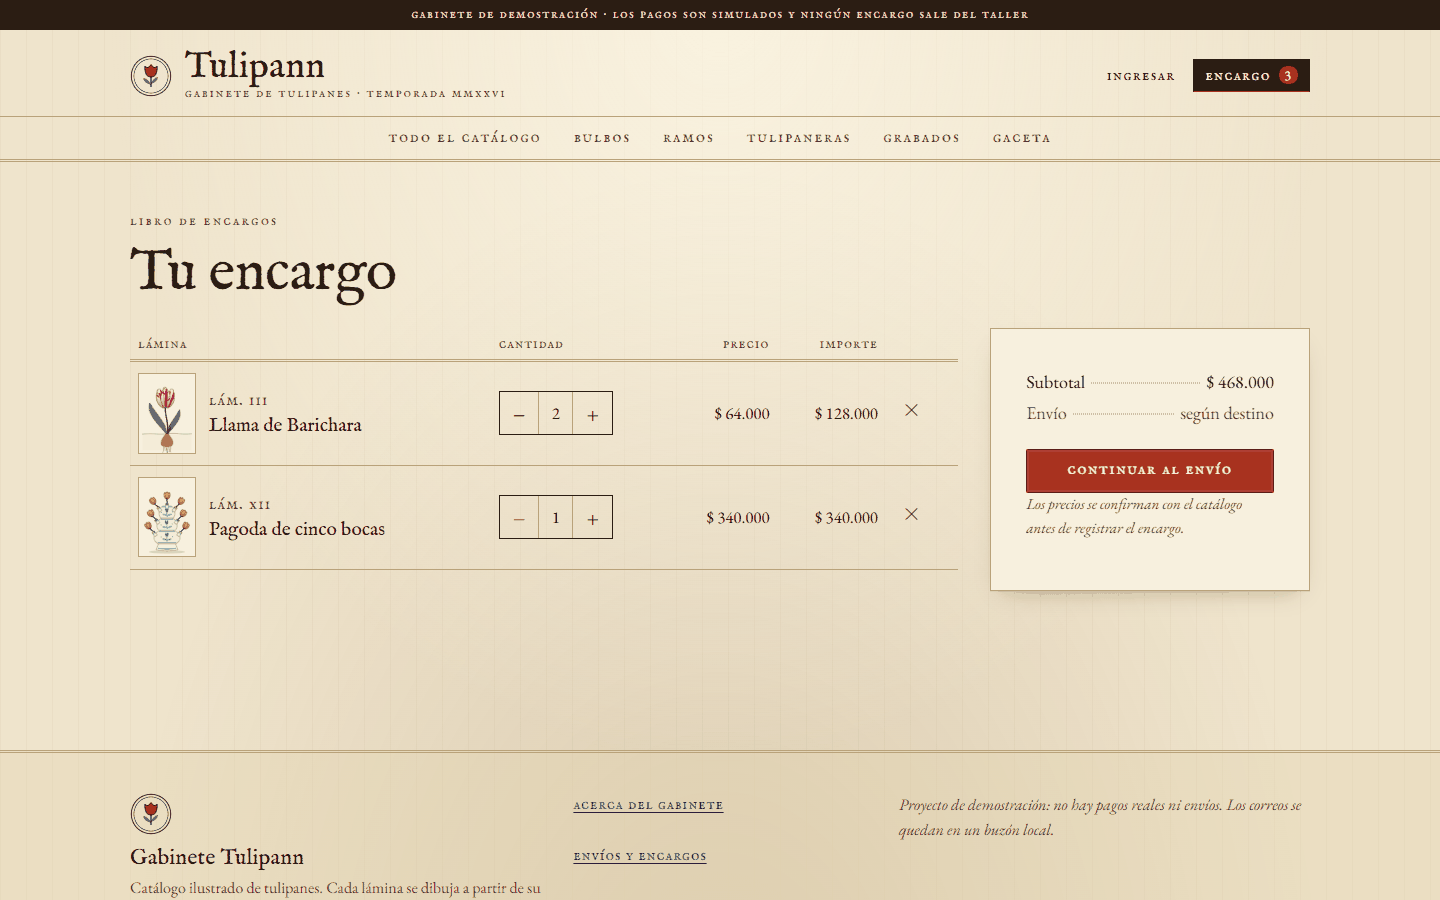 GABINETE DE DEMOSTRACIÓN · LOS PAGOS SON SIMULADOS Y NINGÚN ENCARGO SALE DEL TALLER
Tulipann
GABINETE DE TULIPANES · TEMPORADA MMXXVI
INGRESAR
ENCARGO 3
TODO EL CATÁLOGO BULBOS RAMOS TULIPANERAS GRABADOS GACETA
LIBRO DE ENCARGOS
Tu encargo
LÁMINA CANTIDAD PRECIO IMPORTE
LÁM. III
Llama de Barichara
− 2 + $ 64.000 $ 128.000 ×
LÁM. XII
Pagoda de cinco bocas
− 1 + $ 340.000 $ 340.000 ×
Subtotal $ 468.000
Envío según destino
CONTINUAR AL ENVÍO
Los precios se confirman con el catálogo
antes de registrar el encargo.
Gabinete Tulipann
Catálogo ilustrado de tulipanes. Cada lámina se dibuja a partir de su
ACERCA DEL GABINETE
ENVÍOS Y ENCARGOS
Proyecto de demostración: no hay pagos reales ni envíos. Los correos se
quedan en un buzón local.